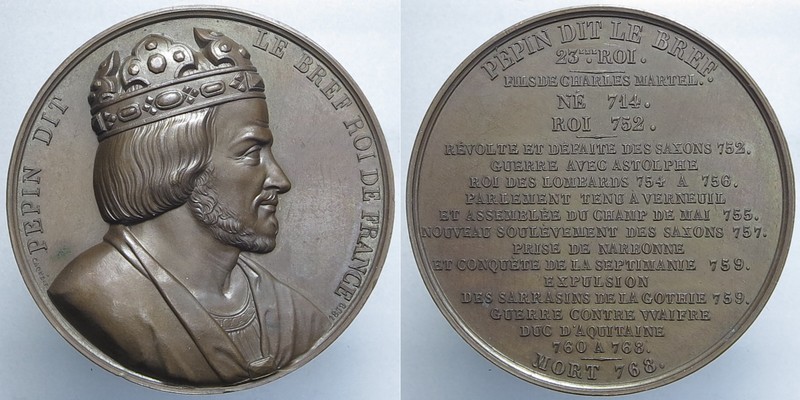 PEPIN DIT LE BREF ROI DE FRANCE
1839
PEPIN DIT LE BREF
23ME ROI.
FILS DE CHARLES MARTEL.
NÉ 714.
ROI 752.
RÉVOLTE ET DÉFAITE DES SAXONS 752.
GUERRE AVEC ASTOLPHE
ROI DES LOMBARDS 754 A 756.
PARLEMENT TENU À VERNEUIL
ET ASSEMBLÉE DU CHAMP DE MAI 755.
NOUVEAU SOULÈVEMENT DES SAXONS 757.
PRISE DE NARBONNE
ET CONQUÊTE DE LA SEPTIMANIE 759.
EXPULSION
DES SARRASINS DE LA GOTHIE 759.
GUERRE CONTRE VVAIFRE
DUC D'AQUITAINE
760 A 768.
MORT 768.